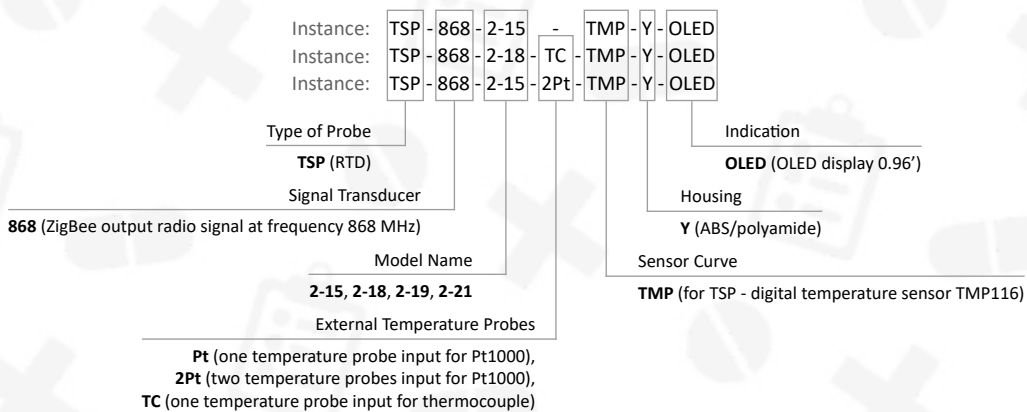 Instance: TSP - 868 - 2-15 - TMP - Y - OLED
Instance: TSP - 868 - 2-18 - TC - TMP - Y - OLED
Instance: TSP - 868 - 2-15 - 2Pt - TMP - Y - OLED
Type of Probe
TSP (RTD)
Indication
OLED (OLED display 0.96’)
Signal Transducer
868 (ZigBee output radio signal at frequency 868 MHz)
Housing
Y (ABS/polyamide)
Model Name
2-15, 2-18, 2-19, 2-21
Sensor Curve
TMP (for TSP - digital temperature sensor TMP116)
External Temperature Probes
Pt (one temperature probe input for Pt1000),
2Pt (two temperature probes input for Pt1000),
TC (one temperature probe input for thermocouple)